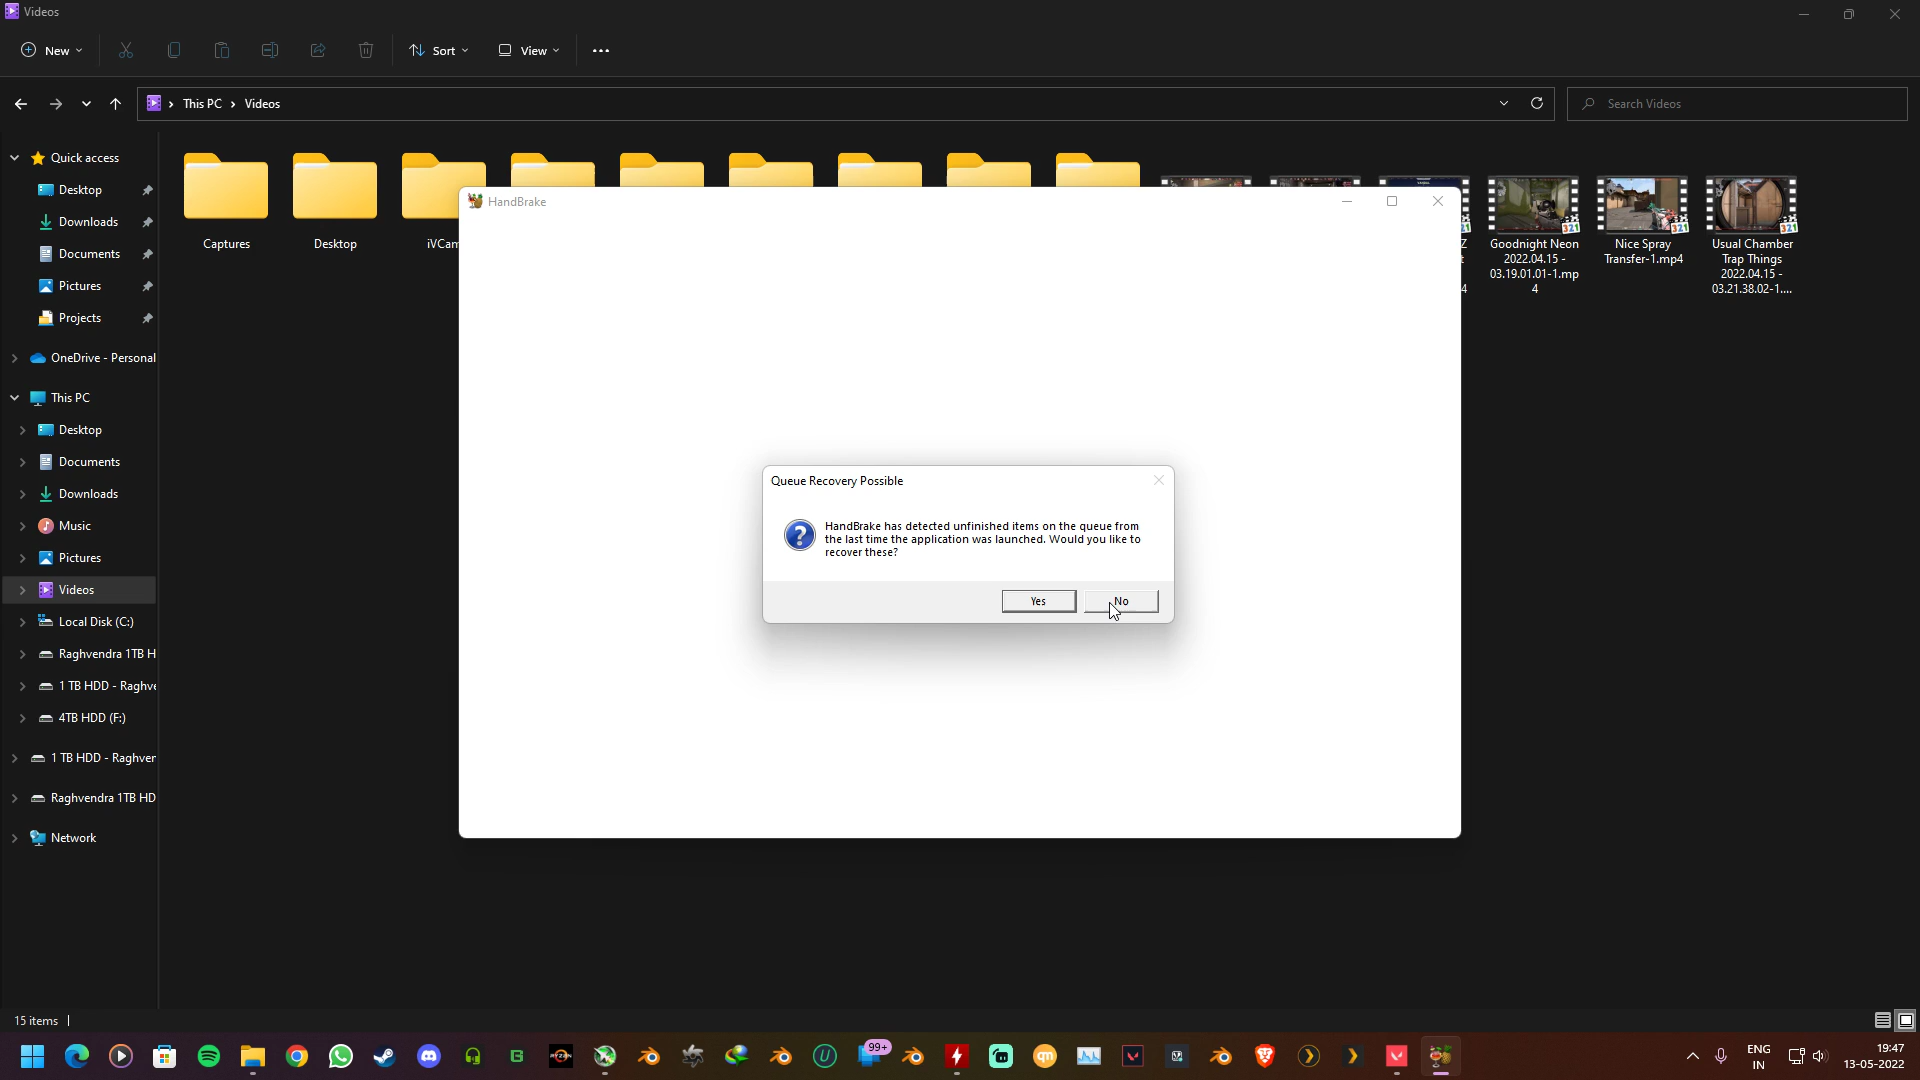 Videos
New
Sort
View
This PC
Videos
Search Videos
Quick access
Desktop
Downloads
Documents
Pictures
Projects
OneDrive - Personal
This PC
Desktop
Documents
Downloads
Music
Pictures
Videos
Local Disk (C:)
Raghvendra 1TB H
1 TB HDD - Raghve
4TB HDD (F:)
1 TB HDD - Raghver
Raghvendra 1TB HD
Network
Captures
Desktop
iVCam
Z
t
4
Goodnight Neon
2022.04.15 -
03.19.01.01-1.mp
4
Nice Spray
Transfer-1.mp4
Usual Chamber
Trap Things
2022.04.15 -
03.21.38.02-1....
HandBrake
Queue Recovery Possible
HandBrake has detected unfinished items on the queue from
the last time the application was launched. Would you like to
recover these?
Yes
No
15 items
99+
ENG
IN
19:47
13-05-2022